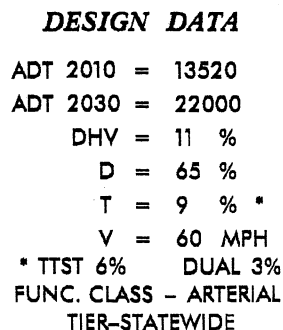 DESIGN DATA
ADT 2010 = 13520
ADT 2030 = 22000
DHV = 11 %
D = 65 %
T = 9 % *
V = 60 MPH
* TTST 6% DUAL 3%
FUNC. CLASS – ARTERIAL
TIER–STATEWIDE